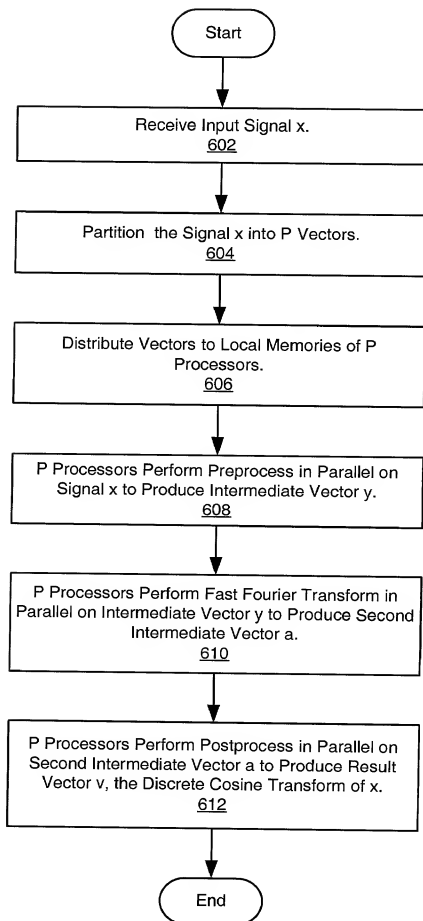 Start
Receive Input Signal x.
602
Partition the Signal x into P Vectors.
604
Distribute Vectors to Local Memories of P
Processors.
606
P Processors Perform Preprocess in Parallel on
Signal x to Produce Intermediate Vector y.
608
P Processors Perform Fast Fourier Transform in
Parallel on Intermediate Vector y to Produce Second
Intermediate Vector a.
610
P Processors Perform Postprocess in Parallel on
Second Intermediate Vector a to Produce Result
Vector v, the Discrete Cosine Transform of x.
612
End